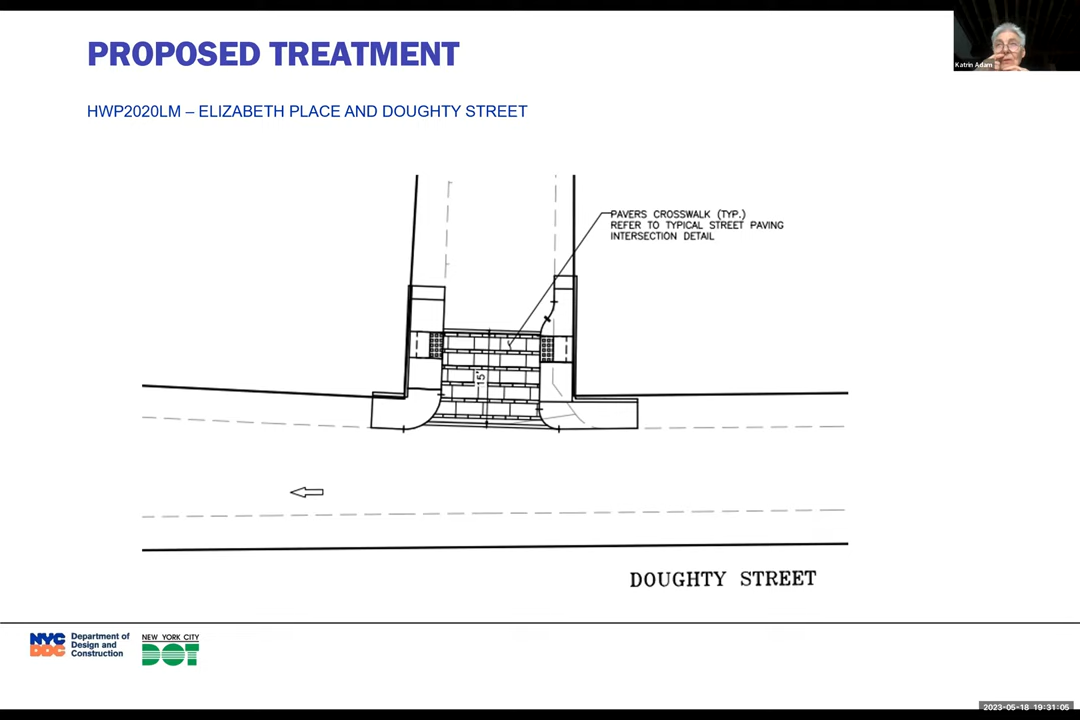 PROPOSED TREATMENT
Katrin Adam
HWP2020LM – ELIZABETH PLACE AND DOUGHTY STREET
PAVERS CROSSWALK (TYP.)
REFER TO TYPICAL STREET PAVING
INTERSECTION DETAIL
15'
DOUGHTY STREET
NYC
DDC
Department of
Design and
Construction
NEW YORK CITY
DOT
2023-05-18 19:31:05